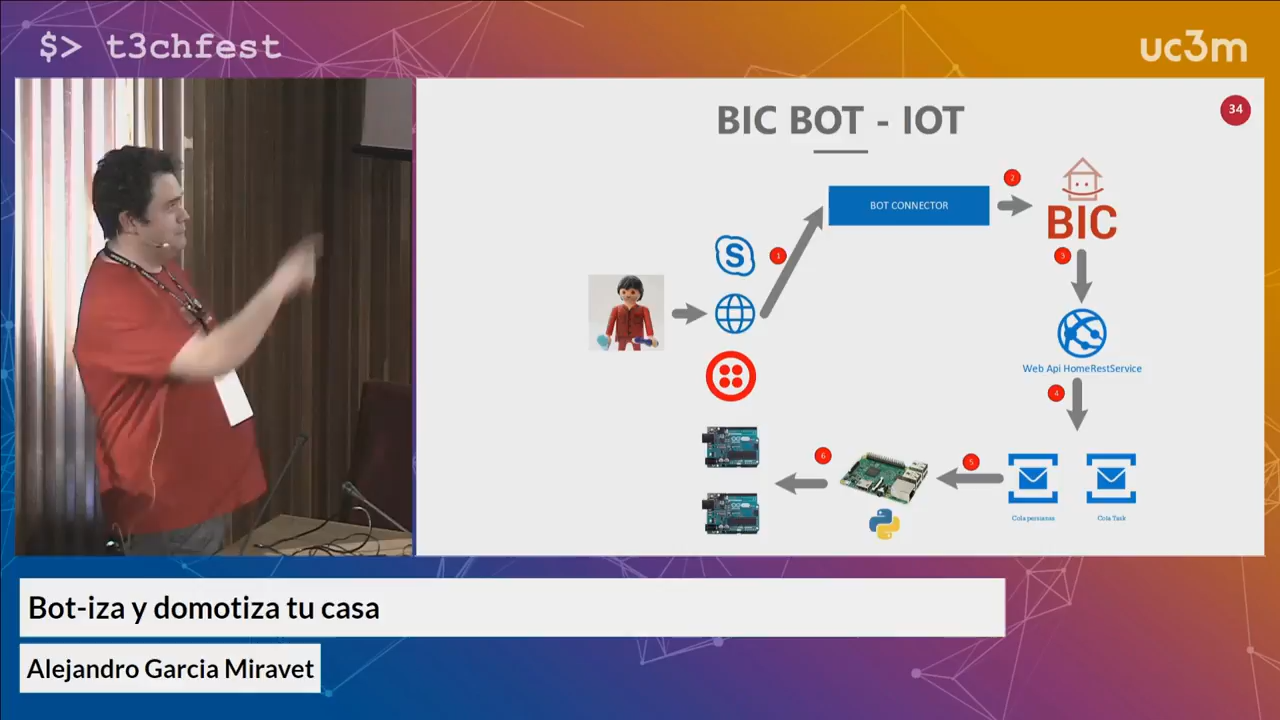 $> t3chfest
uc3m
BIC BOT - IOT
34
BOT CONNECTOR
2
BIC
S
1
3
Web Api HomeRestService
4
6
5
Cola persianas
Cola Task
Bot-iza y domotiza tu casa
Alejandro Garcia Miravet